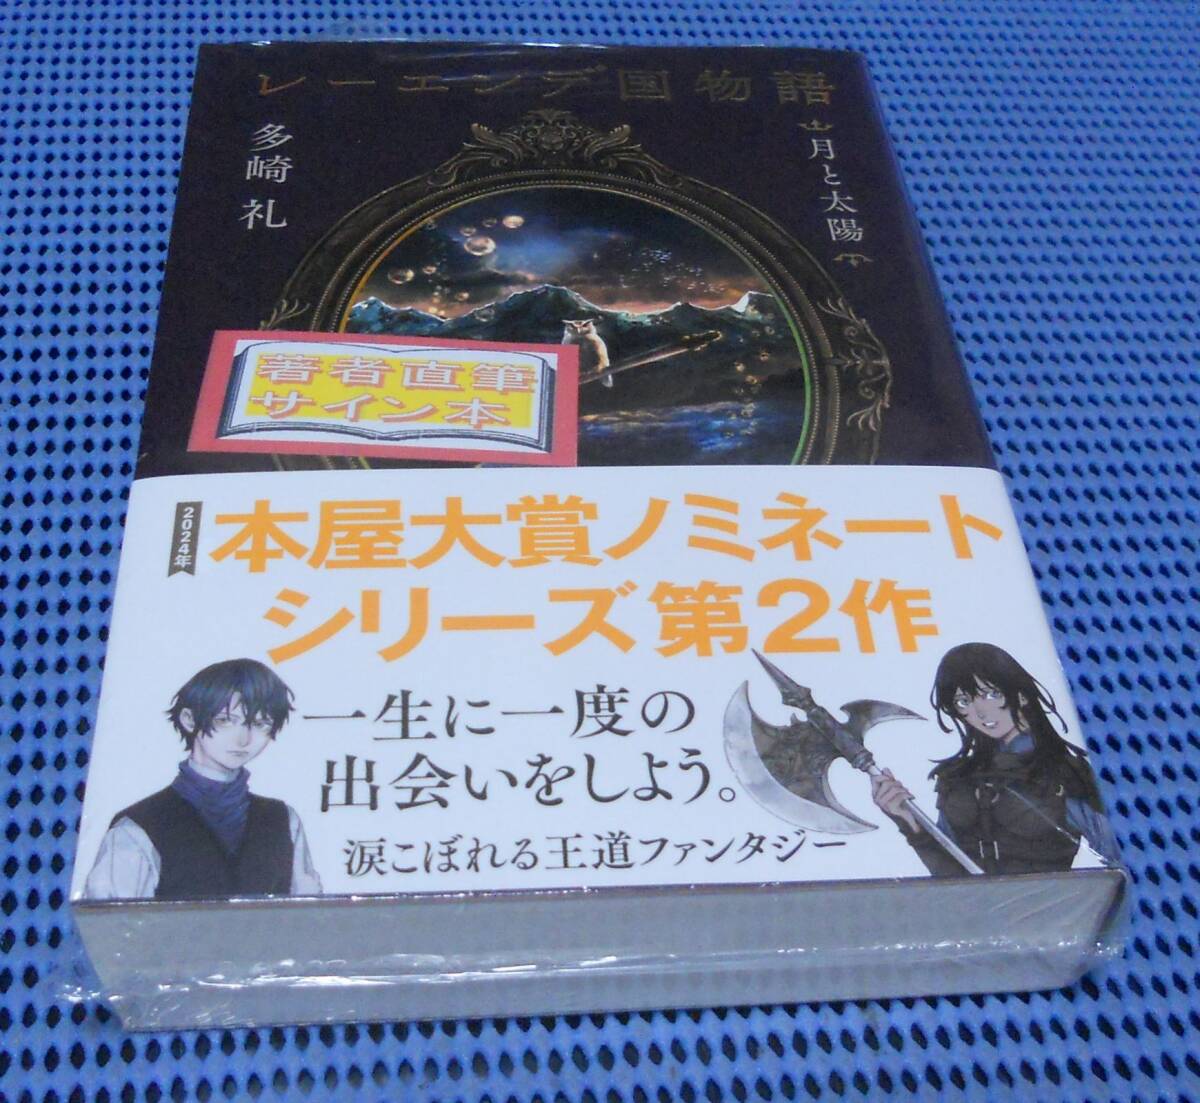 レーエンデ国物語
月と太陽
多崎 礼
著者直筆
サイン本
2024年
本屋大賞ノミネート
シリーズ第2作
一生に一度の
出会いをしよう。
涙こぼれる王道ファンタジー